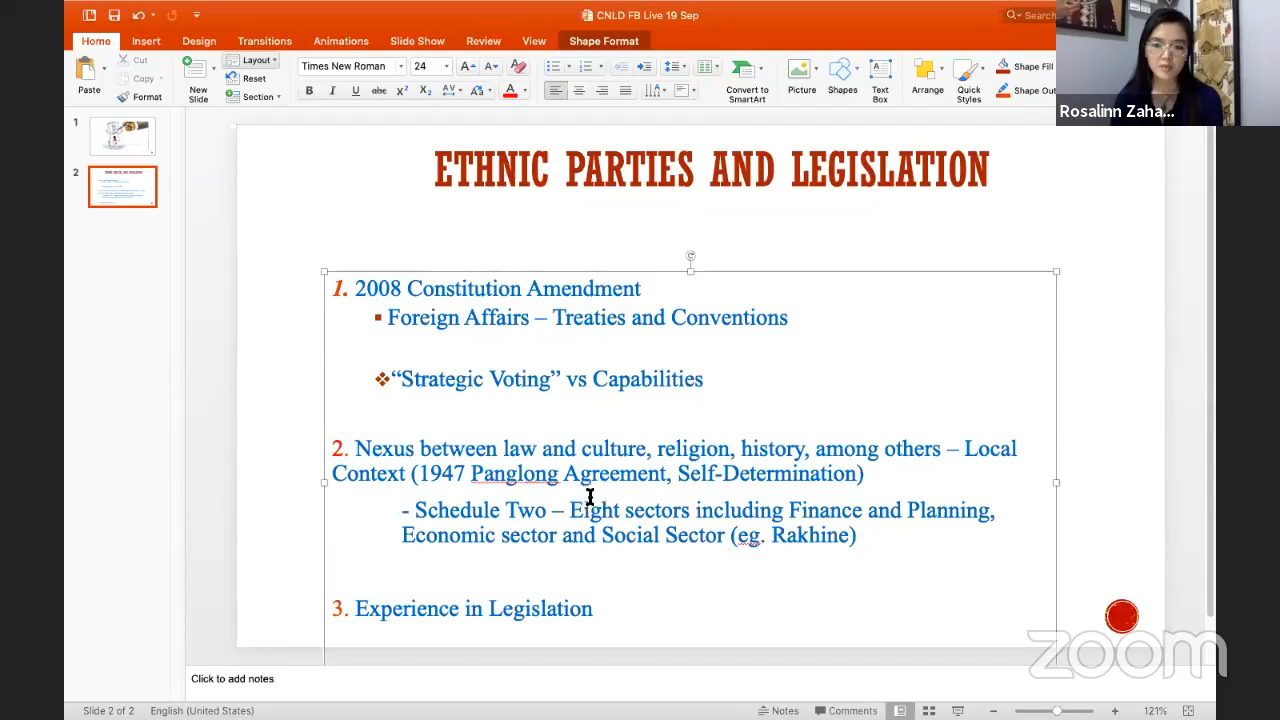 CNLD FB Live 19 Sep
Search
Home Insert Design Transitions Animations Slide Show Review View Shape Format
Paste
Cut
Copy
Format
New Slide
Layout
Reset
Section
Times New Roman 24
Convert to SmartArt
Picture
Shapes
Text Box
Arrange
Quick Styles
Shape Fill
Shape Out
Rosalinn Zaha...
1
2
ETHNIC PARTIES AND LEGISLATION
1. 2008 Constitution Amendment
▪ Foreign Affairs – Treaties and Conventions
❖“Strategic Voting” vs Capabilities
2. Nexus between law and culture, religion, history, among others – Local
Context (1947 Panglong Agreement, Self-Determination)
- Schedule Two – Eight sectors including Finance and Planning,
Economic sector and Social Sector (eg. Rakhine)
3. Experience in Legislation
zoom
Click to add notes
Slide 2 of 2 English (United States) Notes Comments 121%